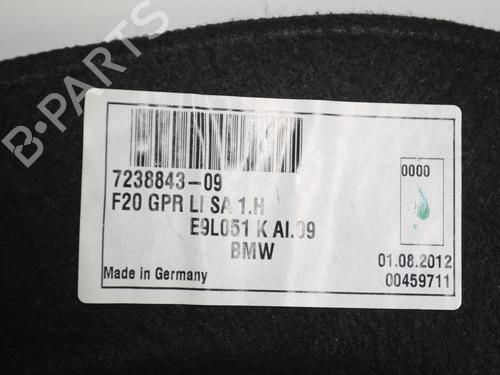 B-PARTS
7238843-09
F20 GPR LI SA 1.H
E9L051 K AI.09
BMW
Made in Germany
0000
01.08.2012
00459711